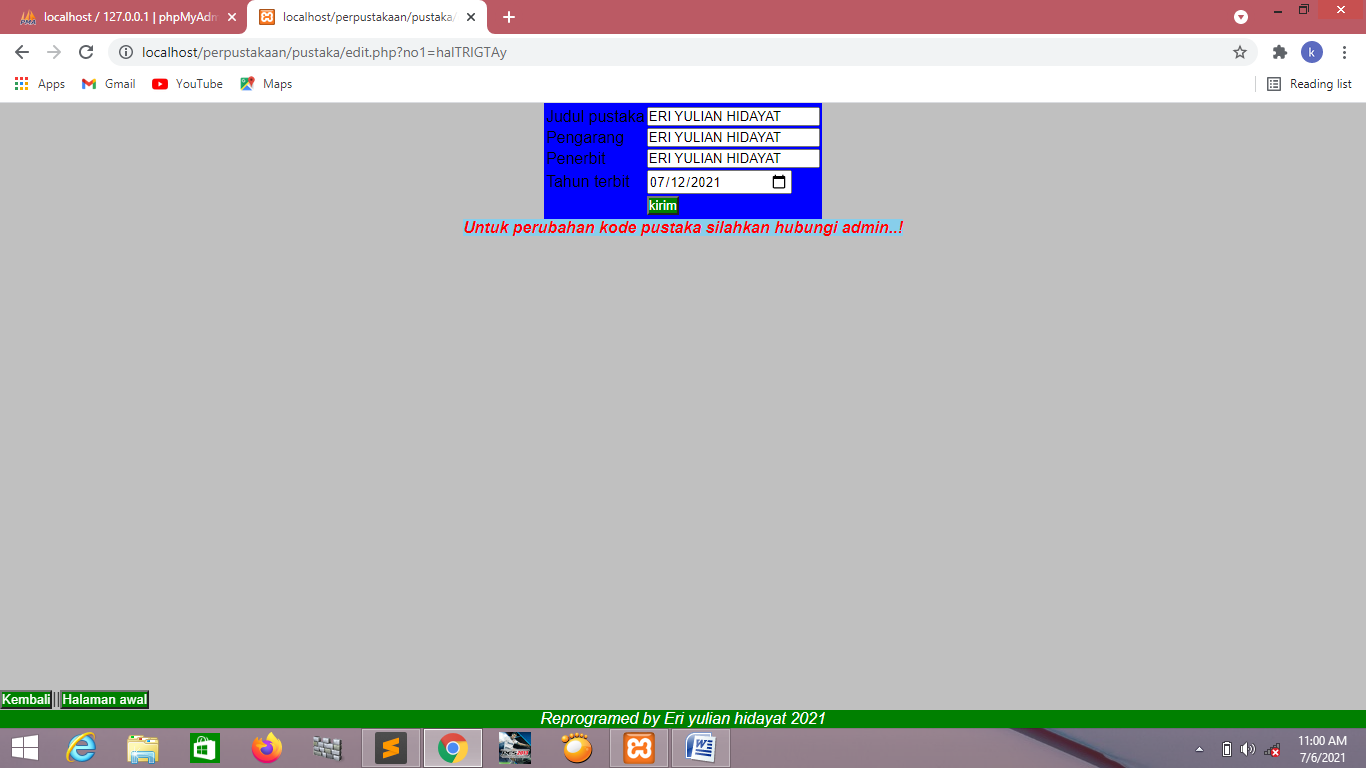 localhost / 127.0.0.1 | phpMyAdm
localhost/perpustakaan/pustaka/
localhost/perpustakaan/pustaka/edit.php?no1=halTRIGTAy
k
Apps Gmail YouTube Maps Reading list
Judul pustaka ERI YULIAN HIDAYAT
Pengarang ERI YULIAN HIDAYAT
Penerbit ERI YULIAN HIDAYAT
Tahun terbit 07/12/2021
kirim
Untuk perubahan kode pustaka silahkan hubungi admin..!
Kembali || Halaman awal
Reprogramed by Eri yulian hidayat 2021
11:00 AM
7/6/2021